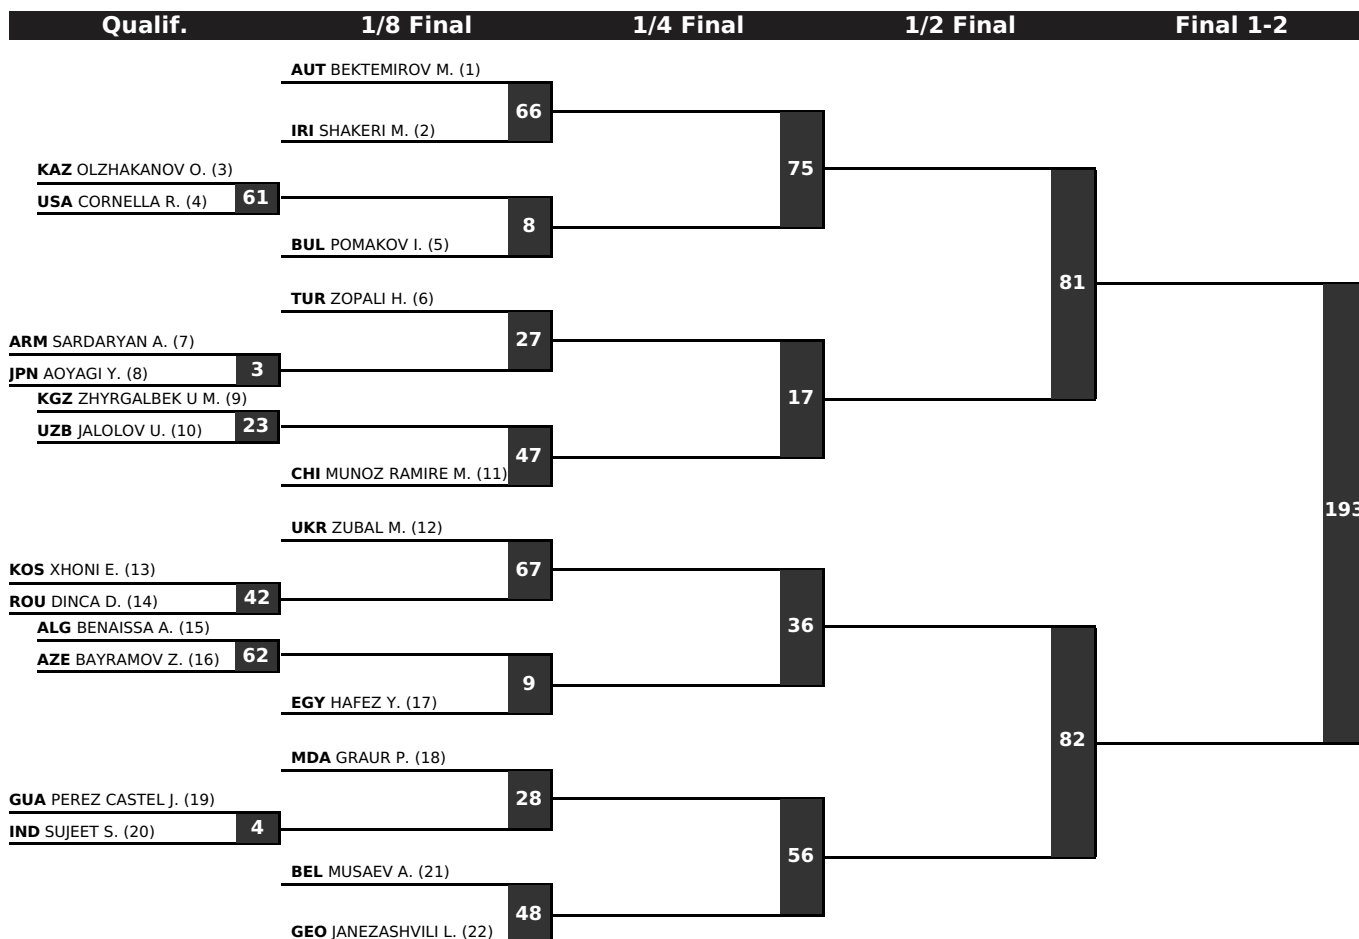 Qualif. 1/8 Final 1/4 Final 1/2 Final Final 1-2
AUT BEKTEMIROV M. (1)
66
IRI SHAKERI M. (2)
KAZ OLZHAKANOV O. (3)
75
61
USA CORNELLA R. (4)
8
BUL POMAKOV I. (5)
81
TUR ZOPALI H. (6)
27
ARM SARDARYAN A. (7)
3
JPN AOYAGI Y. (8)
KGZ ZHYRGALBEK U M. (9)
17
23
UZB JALOLOV U. (10)
47
CHI MUNOZ RAMIRE M. (11)
193
UKR ZUBAL M. (12)
67
KOS XHONI E. (13)
42
ROU DINCA D. (14)
ALG BENAISSA A. (15)
36
62
AZE BAYRAMOV Z. (16)
9
EGY HAFEZ Y. (17)
82
MDA GRAUR P. (18)
28
GUA PEREZ CASTEL J. (19)
4
IND SUJEET S. (20)
56
BEL MUSAEV A. (21)
48
GEO JANEZASHVILI L. (22)